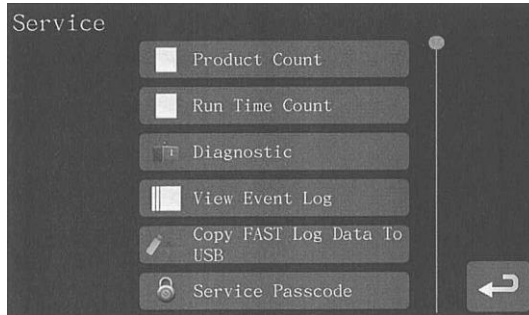 Service
Product Count
Run Time Count
Diagnostic
View Event Log
Copy FAST Log Data To
USB
Service Passcode